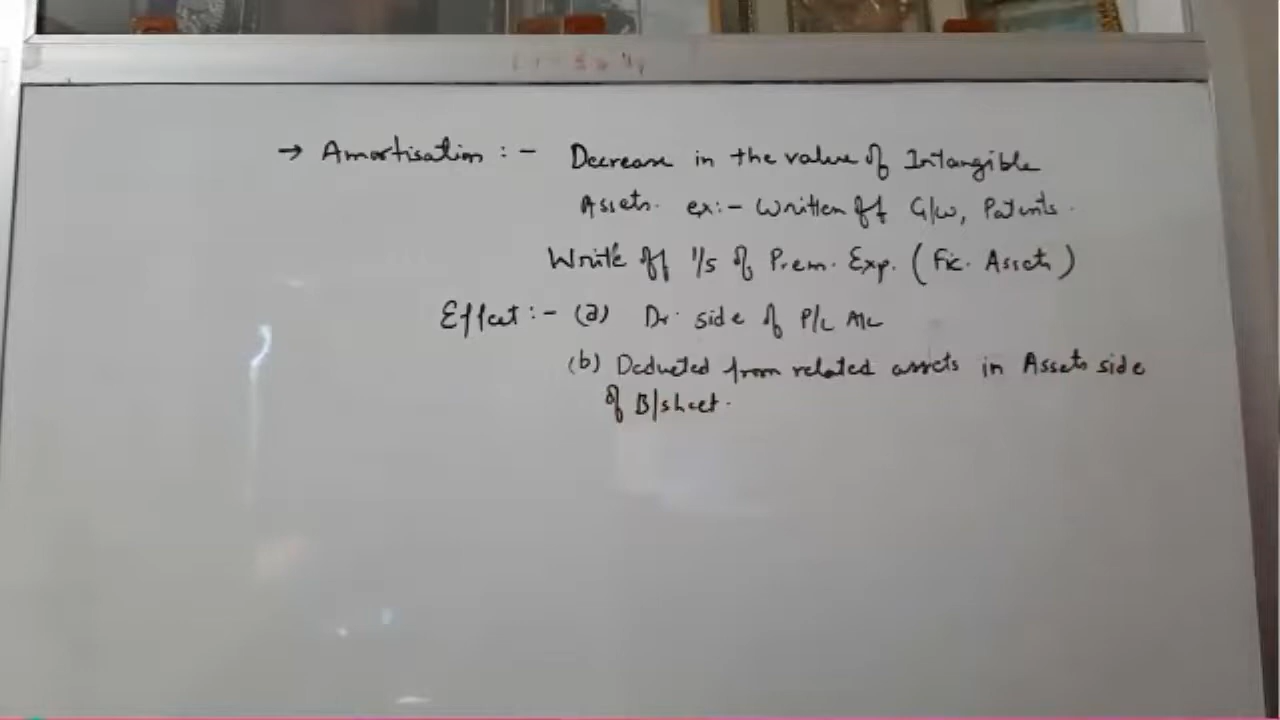 → Amortisation :- Decrease in the value of Intangible
Assets. ex:- Written off G/w, Patents.
Write off 1/5 of Prem. Exp. (Fic. Assets)
Effect :- (a) Dr. side of P/L A/c
(b) Deducted from related assets in Assets side
of B/sheet.